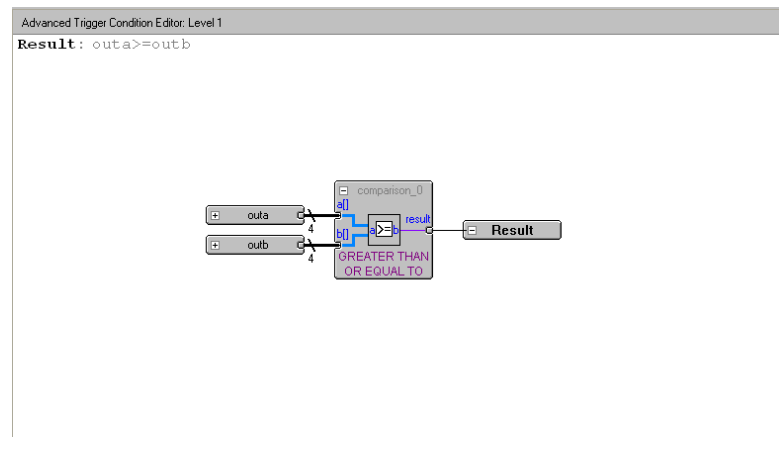 Advanced Trigger Condition Editor: Level 1
Result: outa>=outb
comparison_0
a[]
outa
4
result
b[]
a>=b
Result
outb
4
GREATER THAN
OR EQUAL TO